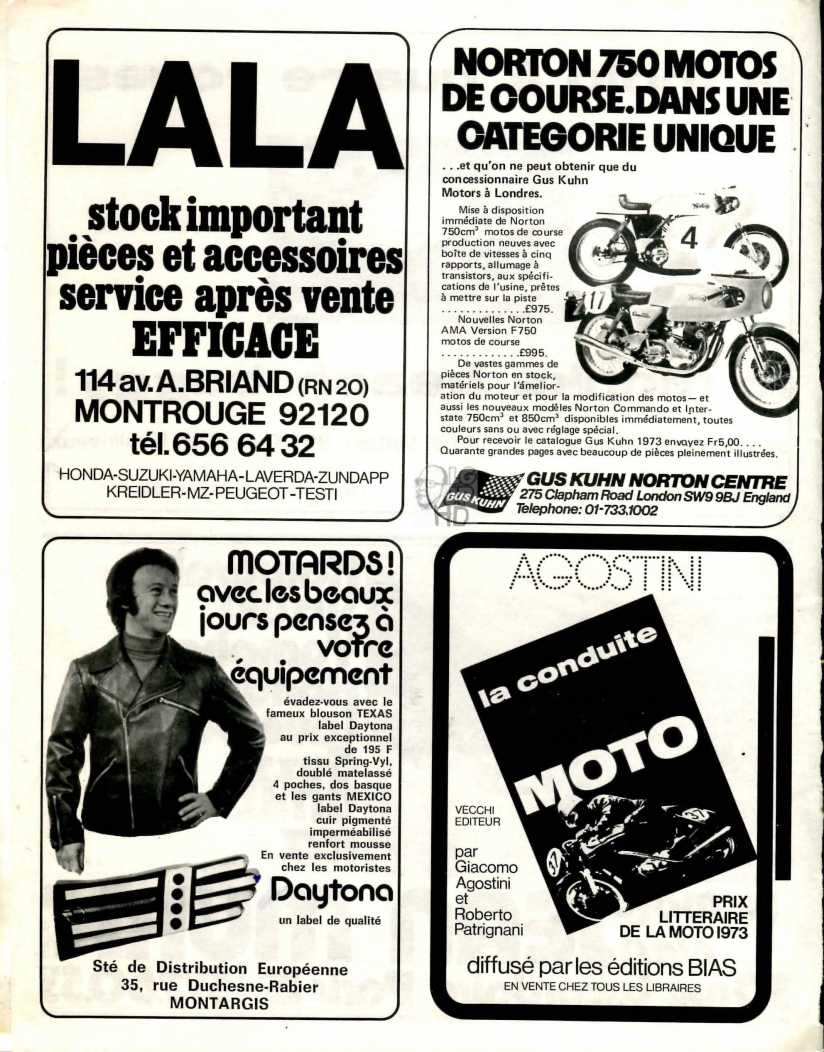 LALA
stock important
pièces et accessoires
service après vente
EFFICACE
114 av. A.BRIAND (RN 20)
MONTROUGE 92120
tél. 656 64 32
HONDA-SUZUKI-YAMAHA-LAVERDA-ZUNDAPP
KREIDLER-MZ-PEUGEOT-TESTI
NORTON 750 MOTOS
DE COURSE. DANS UNE
CATEGORIE UNIQUE
. . .et qu'on ne peut obtenir que du
concessionnaire Gus Kuhn
Motors à Londres.
Mise à disposition
immédiate de Norton
750cm³ motos de course
production neuves avec
boîte de vitesses à cinq
rapports, allumage à
transistors, aux spécifi-
cations de l'usine, prêtes
à mettre sur la piste
. . . . . . . . . . . . . .£975.
Nouvelles Norton
AMA Version F750
motos de course
. . . . . . . . . . . . .£995.
De vastes gammes de
pièces Norton en stock,
matériels pour l'àmelior-
ation du moteur et pour la modification des motos — et
aussi les nouveaux modèles Norton Commando et Inter-
state 750cm³ et 850cm³ disponibles immédiatement, toutes
couleurs sans ou avec réglage spécial.
Pour recevoir le catalogue Gus Kuhn 1973 envoyez Fr5,00. . . .
Quarante grandes pages avec beaucoup de pièces pleinement illustrées.
4
Norton
17
GUS KUHN
GUS KUHN NORTON CENTRE
275 Clapham Road London SW9 9BJ England
Telephone: 01-733.1002
MOTARDS!
avec les beaux
jours pensez à
votre
équipement
évadez-vous avec le
fameux blouson TEXAS
label Daytona
au prix exceptionnel
de 195 F
tissu Spring-Vyl,
doublé matelassé
4 poches, dos basque
et les gants MEXICO
label Daytona
cuir pigmenté
imperméabilisé
renfort mousse
En vente exclusivement
chez les motoristes
Daytona
un label de qualité
Sté de Distribution Européenne
35, rue Duchesne-Rabier
MONTARGIS
AGOSTINI
la conduite
MOTO
37
37
VECCHI
EDITEUR
par
Giacomo
Agostini
et
Roberto
Patrignani
PRIX
LITTERAIRE
DE LA MOTO 1973
diffusé par les éditions BIAS
EN VENTE CHEZ TOUS LES LIBRAIRES